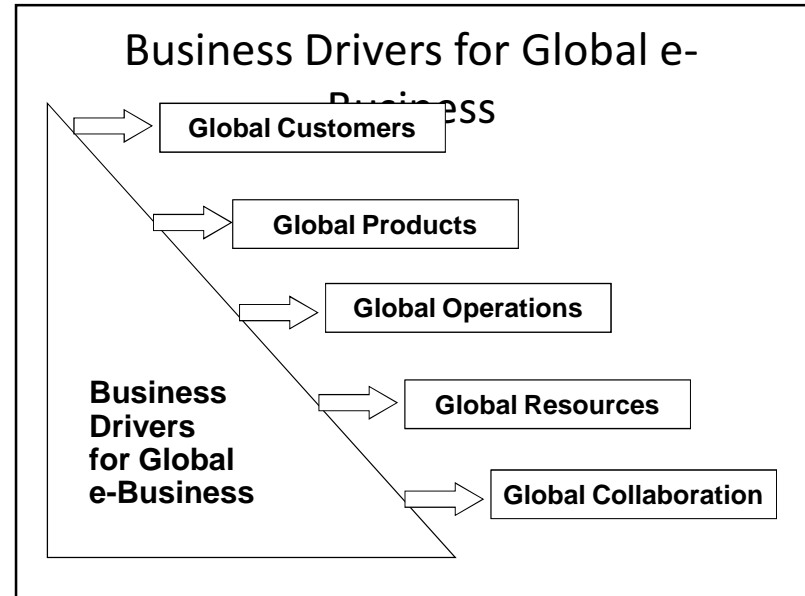 Business Drivers for Global e-
Business
Global Customers
Global Products
Global Operations
Global Resources
Global Collaboration
Business
Drivers
for Global
e-Business